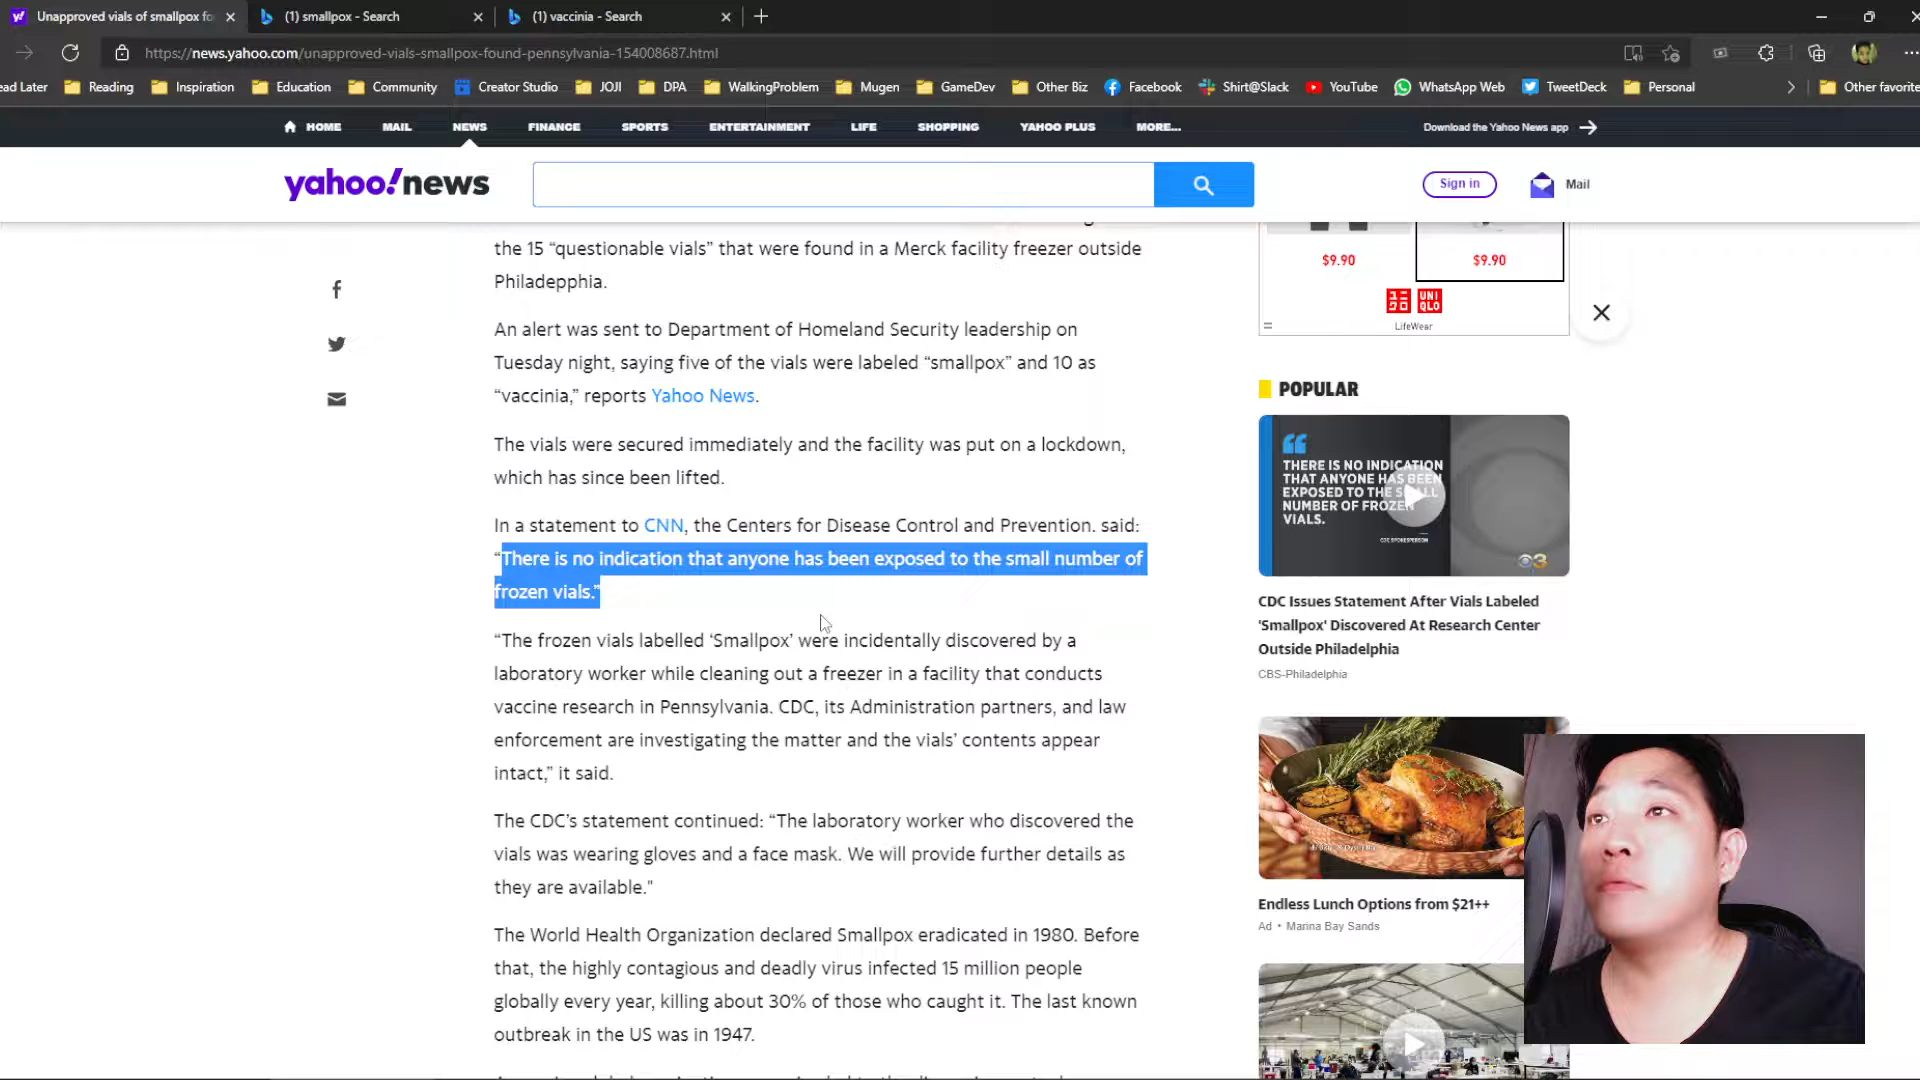 Unapproved vials of smallpox fo
(1) smallpox - Search
(1) vaccinia - Search
https://news.yahoo.com/unapproved-vials-smallpox-found-pennsylvania-154008687.html
ead Later
Reading
Inspiration
Education
Community
Creator Studio
JOJI
DPA
WalkingProblem
Mugen
GameDev
Other Biz
Facebook
Shirt@Slack
YouTube
WhatsApp Web
TweetDeck
Personal
Other favorite
HOME
MAIL
NEWS
FINANCE
SPORTS
ENTERTAINMENT
LIFE
SHOPPING
YAHOO PLUS
MORE...
Download the Yahoo News app
yahoo!news
Sign in
Mail
the 15 “questionable vials” that were found in a Merck facility freezer outside
Philadepphia.
An alert was sent to Department of Homeland Security leadership on
Tuesday night, saying five of the vials were labeled “smallpox” and 10 as
“vaccinia,” reports Yahoo News.
The vials were secured immediately and the facility was put on a lockdown,
which has since been lifted.
In a statement to CNN, the Centers for Disease Control and Prevention. said:
“There is no indication that anyone has been exposed to the small number of
frozen vials.”
“The frozen vials labelled ‘Smallpox’ were incidentally discovered by a
laboratory worker while cleaning out a freezer in a facility that conducts
vaccine research in Pennsylvania. CDC, its Administration partners, and law
enforcement are investigating the matter and the vials’ contents appear
intact,” it said.
The CDC’s statement continued: “The laboratory worker who discovered the
vials was wearing gloves and a face mask. We will provide further details as
they are available."
The World Health Organization declared Smallpox eradicated in 1980. Before
that, the highly contagious and deadly virus infected 15 million people
globally every year, killing about 30% of those who caught it. The last known
outbreak in the US was in 1947.
$9.90
$9.90
UNI
QLO
LifeWear
POPULAR
THERE IS NO INDICATION
THAT ANYONE HAS BEEN
EXPOSED TO THE SMALL
NUMBER OF FROZEN
VIALS.
CDC SPOKESPERSON
3
CDC Issues Statement After Vials Labeled
'Smallpox' Discovered At Research Center
Outside Philadelphia
CBS-Philadelphia
Endless Lunch Options from $21++
Ad • Marina Bay Sands